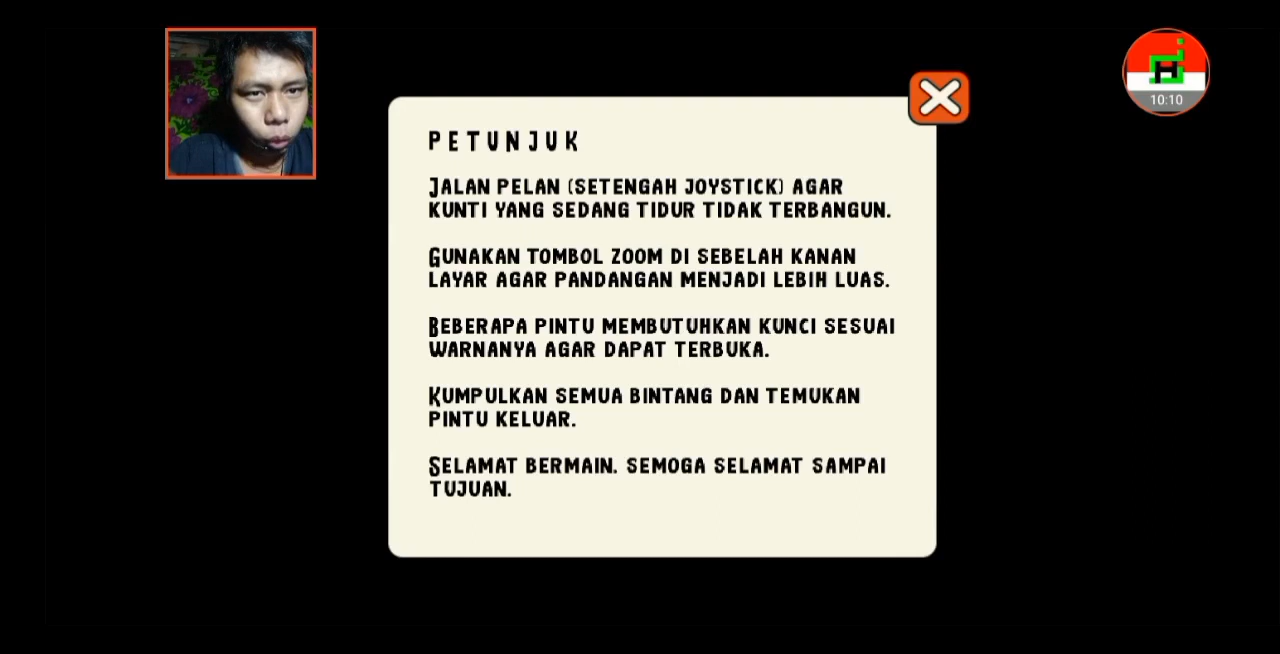 PETUNJUK
JALAN PELAN (SETENGAH JOYSTICK) AGAR
KUNTI YANG SEDANG TIDUR TIDAK TERBANGUN.
GUNAKAN TOMBOL ZOOM DI SEBELAH KANAN
LAYAR AGAR PANDANGAN MENJADI LEBIH LUAS.
BEBERAPA PINTU MEMBUTUHKAN KUNCI SESUAI
WARNANYA AGAR DAPAT TERBUKA.
KUMPULKAN SEMUA BINTANG DAN TEMUKAN
PINTU KELUAR.
SELAMAT BERMAIN. SEMOGA SELAMAT SAMPAI
TUJUAN.
10:10